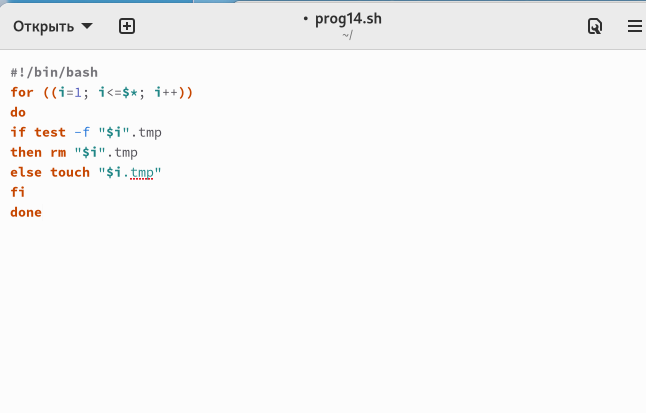 Открыть
• prog14.sh
~/
#!/bin/bash
for ((i=1; i<=$*; i++))
do
if test -f "$i".tmp
then rm "$i".tmp
else touch "$i.tmp"
fi
done